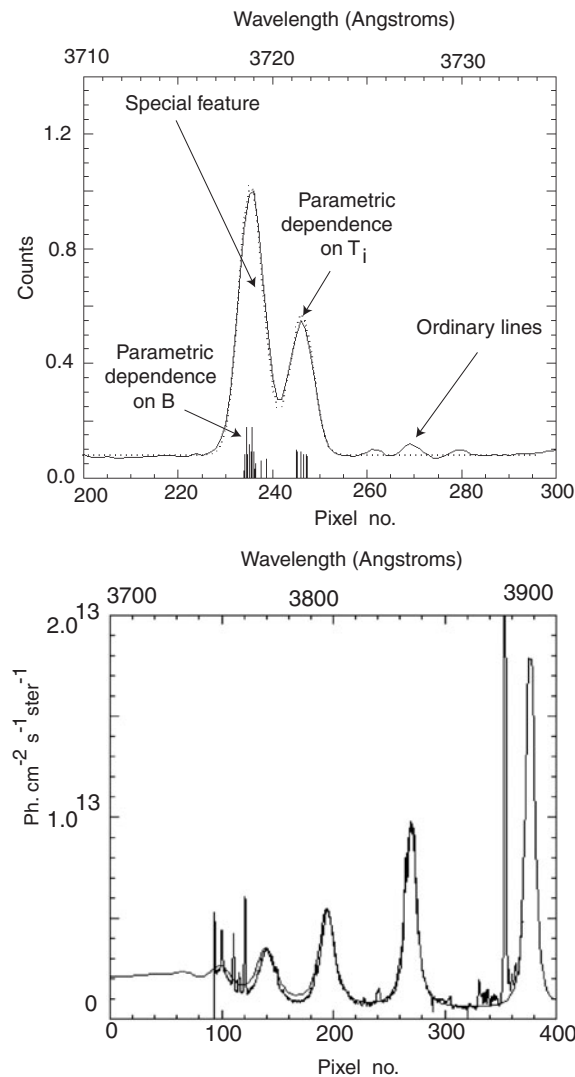 Wavelength (Angstroms)
3710 3720 3730
Special feature
Parametric
dependence
on T_i
Ordinary lines
Parametric
dependence
on B
Counts
1.2
0.8
0.4
0.0
200 220 240 260 280 300
Pixel no.
Wavelength (Angstroms)
3700 3800 3900
Ph. cm^-2 s^-1 ster^-1
2.0^13
1.0^13
0
0 100 200 300 400
Pixel no.